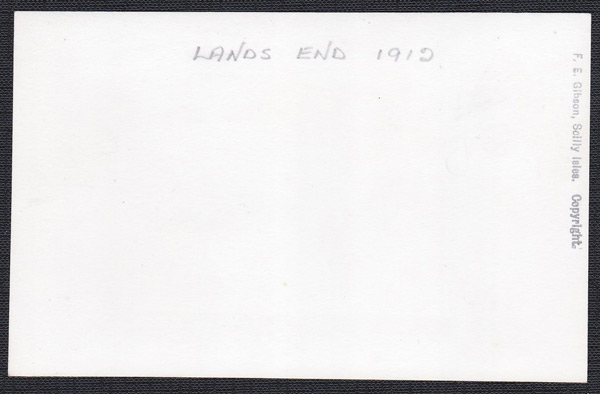 LANDS END 1912
F. E. Gibson, Scilly Isles. Copyright.